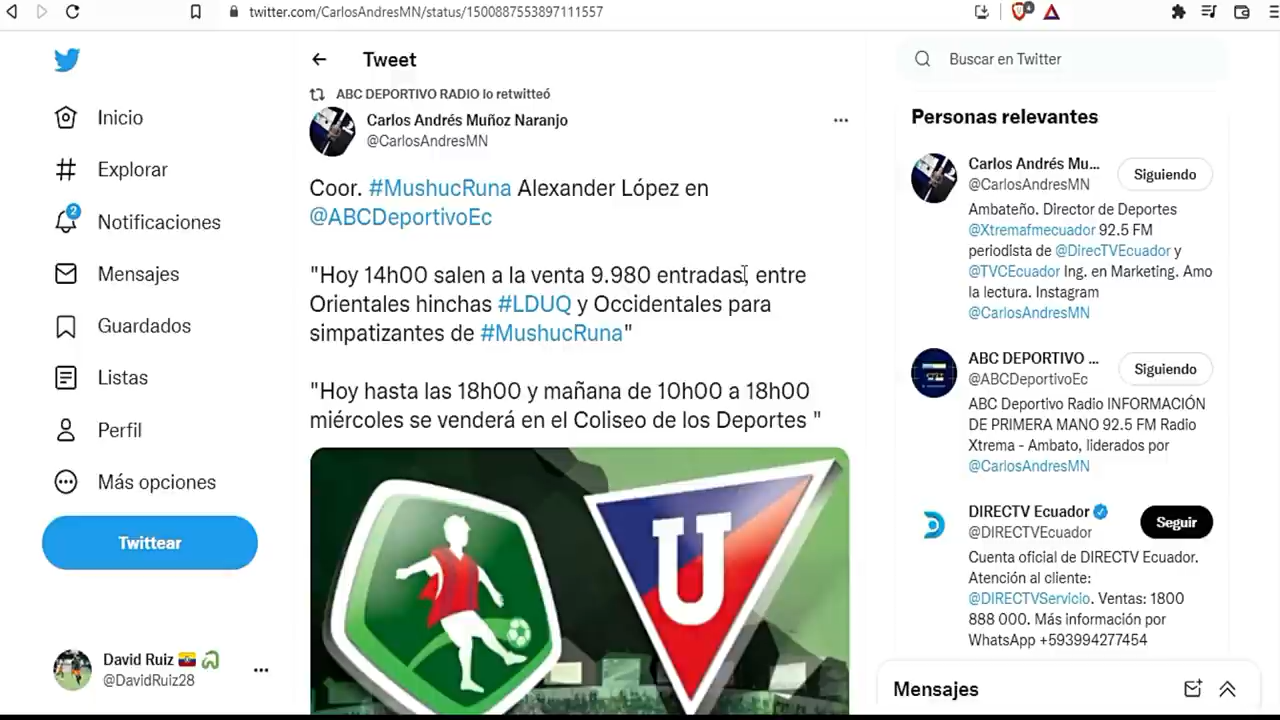 twitter.com/CarlosAndresMN/status/1500887553897111557
4
Inicio
Explorar
2
Notificaciones
Mensajes
Guardados
Listas
Perfil
Más opciones
Twittear
David Ruiz
@DavidRuiz28
Tweet
ABC DEPORTIVO RADIO lo retwitteó
Carlos Andrés Muñoz Naranjo
@CarlosAndresMN
Coor. #MushucRuna Alexander López en
@ABCDeportivoEc
"Hoy 14h00 salen a la venta 9.980 entradas, entre
Orientales hinchas #LDUQ y Occidentales para
simpatizantes de #MushucRuna"
"Hoy hasta las 18h00 y mañana de 10h00 a 18h00
miércoles se venderá en el Coliseo de los Deportes "
U
Buscar en Twitter
Personas relevantes
Carlos Andrés Mu...
@CarlosAndresMN
Siguiendo
Ambateño. Director de Deportes
@Xtremafmecuador 92.5 FM
periodista de @DirecTVEcuador y
@TVCEcuador Ing. en Marketing. Amo
la lectura. Instagram
@CarlosAndresMN
ABC DEPORTIVO ...
@ABCDeportivoEc
Siguiendo
ABC Deportivo Radio INFORMACIÓN
DE PRIMERA MANO 92.5 FM Radio
Xtrema - Ambato, liderados por
@CarlosAndresMN
DIRECTV Ecuador
@DIRECTVEcuador
Seguir
Cuenta oficial de DIRECTV Ecuador.
Atención al cliente:
@DIRECTVServicio. Ventas: 1800
888 000. Más información por
WhatsApp +593994277454
Mensajes